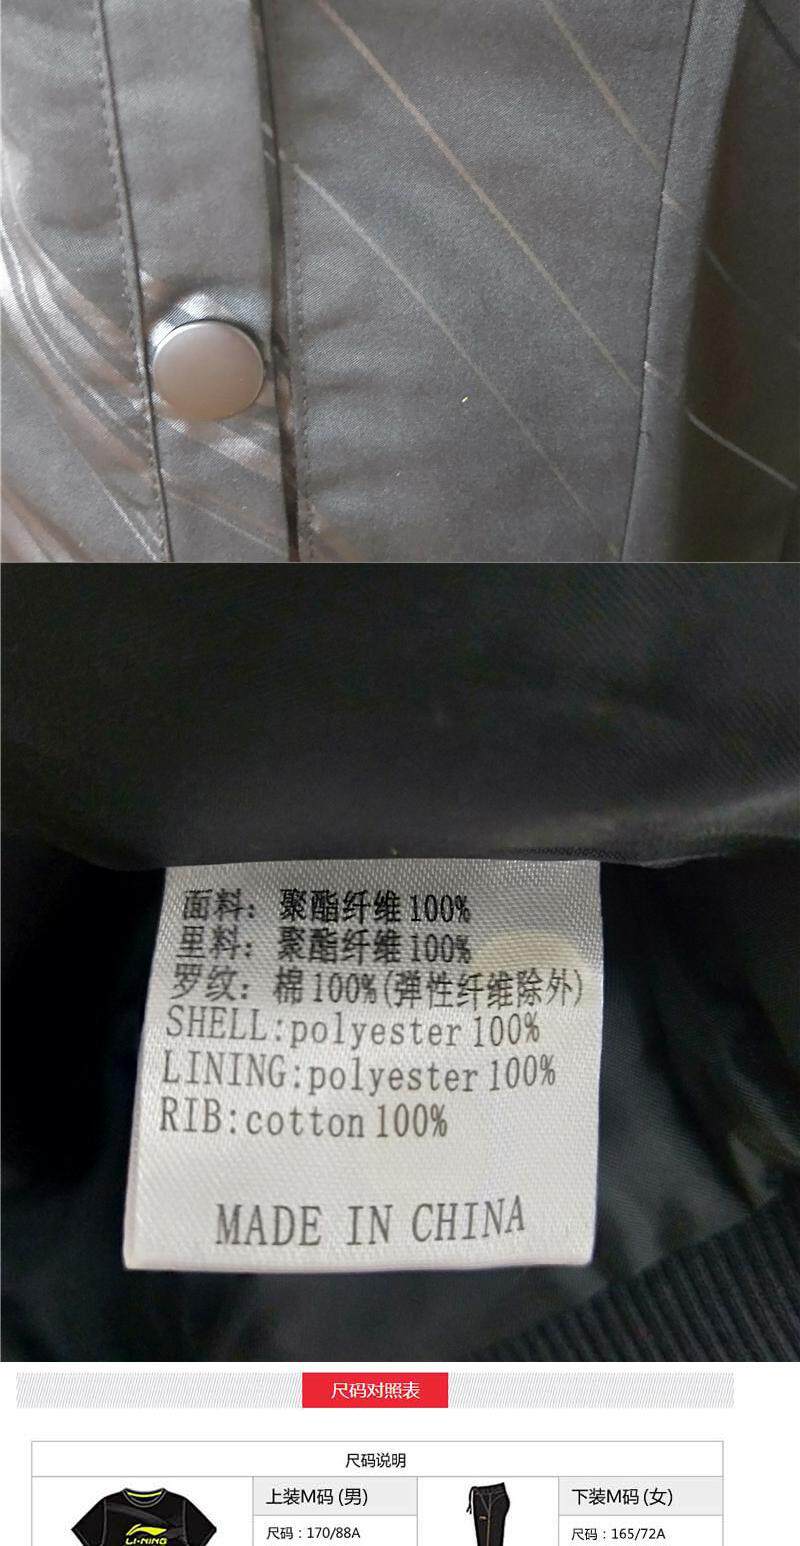 面料：聚酯纤维100%
里料：聚酯纤维100%
罗纹：棉100%(弹性纤维除外)
SHELL:polyester 100%
LINING:polyester 100%
RIB:cotton 100%
MADE IN CHINA
尺码对照表
尺码说明
上装M码 (男)
下装M码 (女)
LI-NING
尺码：170/88A
尺码：165/72A